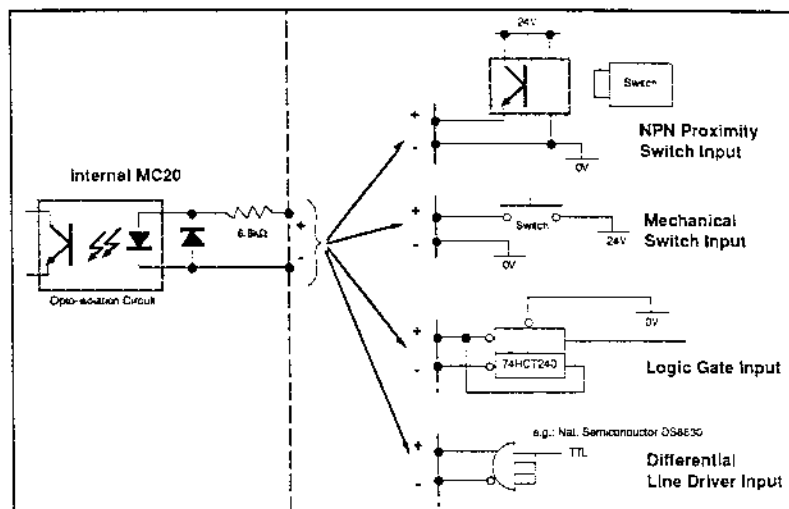 24V
Switch
+
-
NPN Proximity
Switch Input
0V
Internal MC20
6.8kΩ
+
-
Opto-isolation Circuit
+
-
Switch
Mechanical
Switch Input
24V
0V
+
-
0V
74HCT240
Logic Gate Input
e.g.: Nat. Semiconductor
+
-
TTL
Differential
Line Driver Input